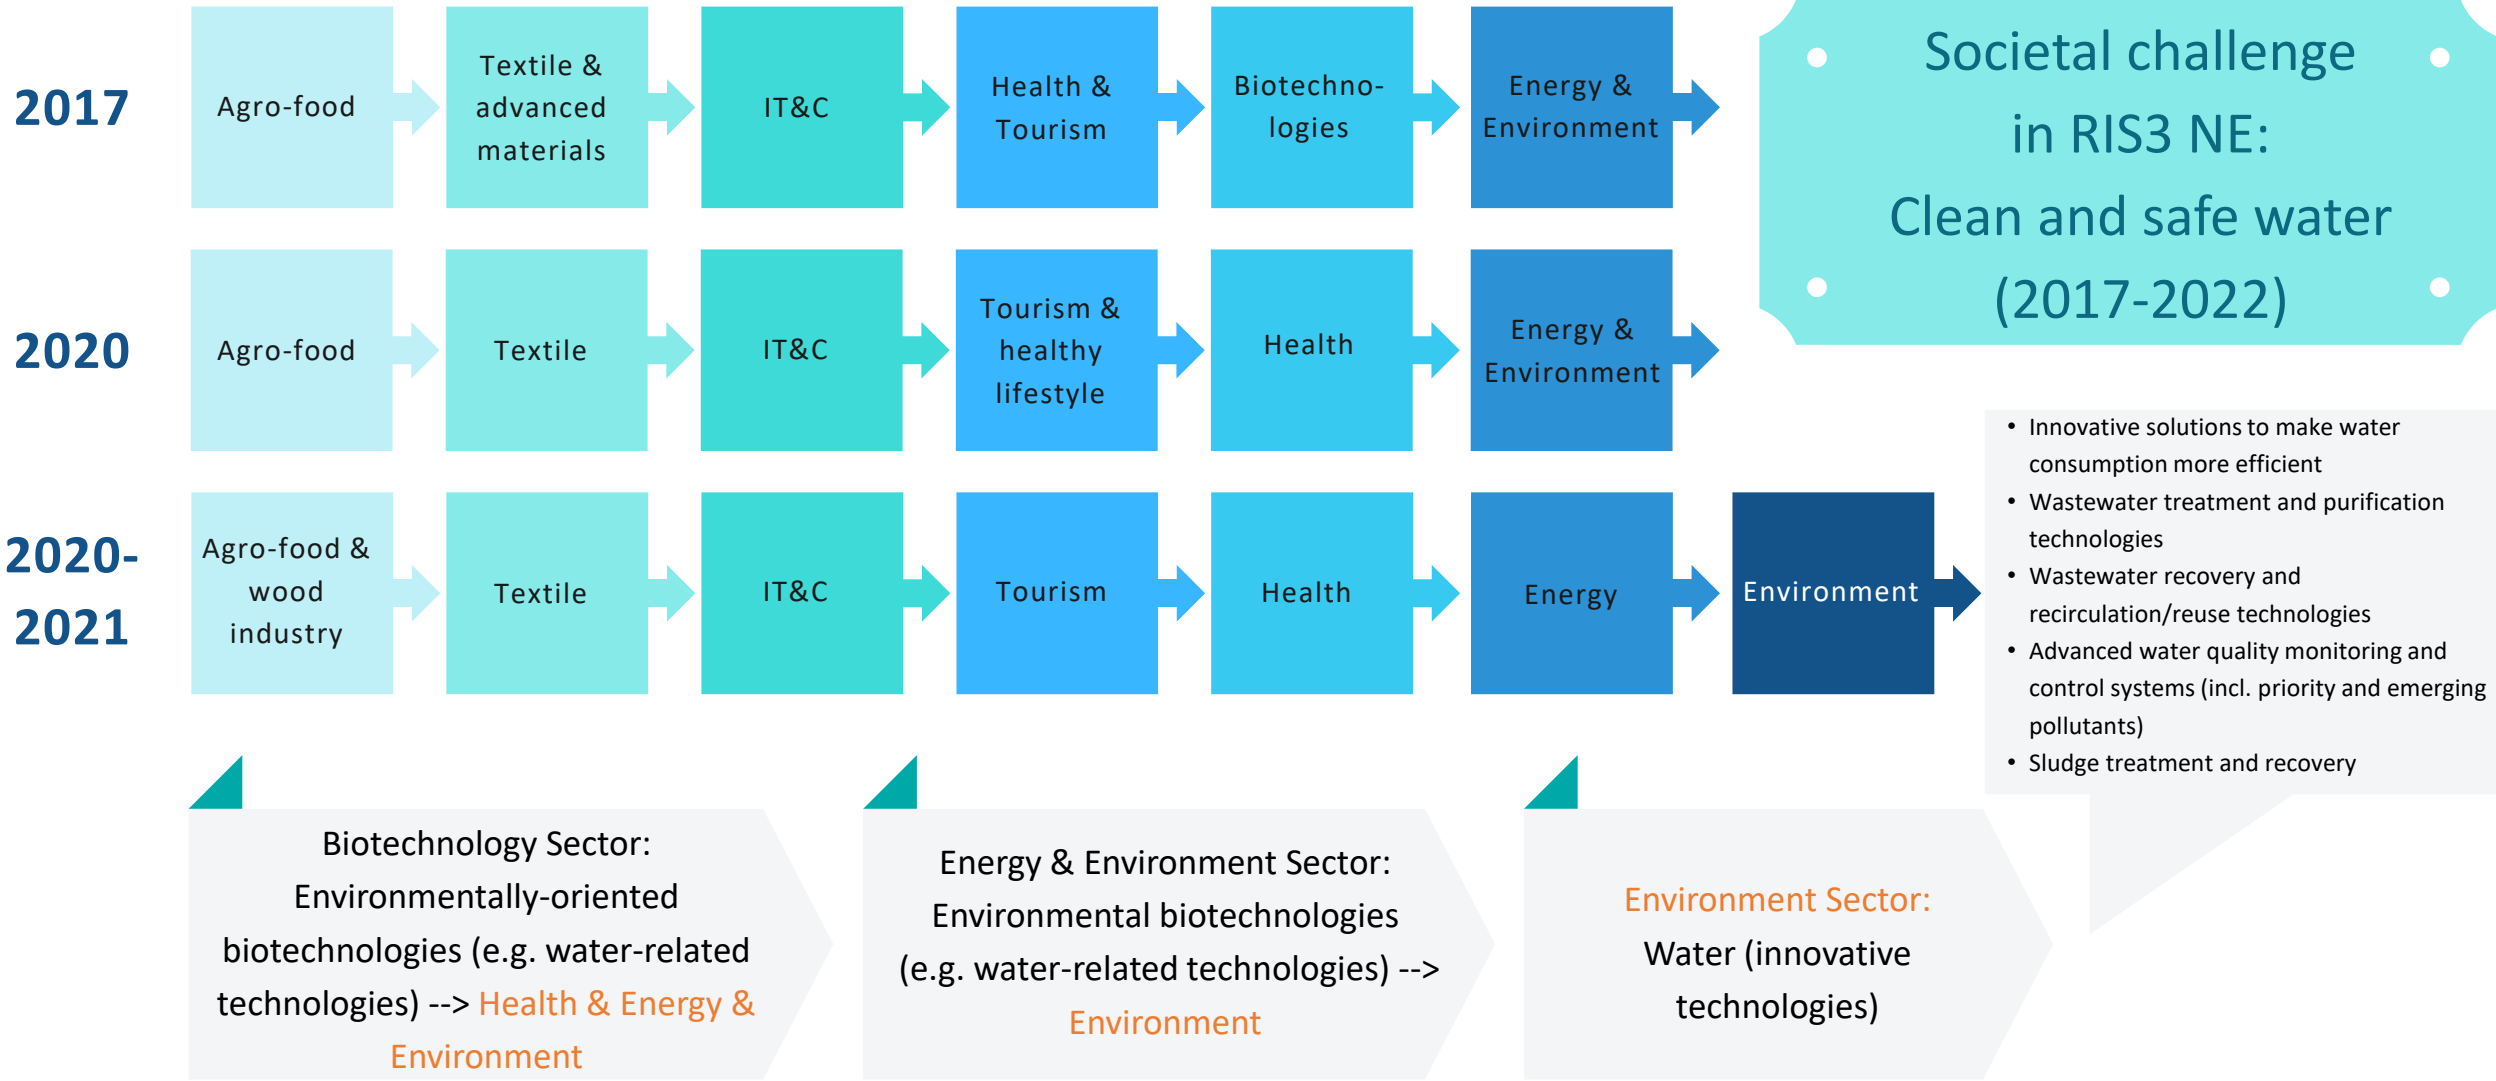 2017
Agro-food
Textile &
advanced
materials
IT&C
Health &
Tourism
Biotechno-
logies
Energy &
Environment
Societal challenge
in RIS3 NE:
Clean and safe water
(2017-2022)
2020
Agro-food
Textile
IT&C
Tourism &
healthy
lifestyle
Health
Energy &
Environment
2020-
2021
Agro-food &
wood
industry
Textile
IT&C
Tourism
Health
Energy
Environment
• Innovative solutions to make water
consumption more efficient
• Wastewater treatment and purification
technologies
• Wastewater recovery and
recirculation/reuse technologies
• Advanced water quality monitoring and
control systems (incl. priority and emerging
pollutants)
• Sludge treatment and recovery
Biotechnology Sector:
Environmentally-oriented
biotechnologies (e.g. water-related
technologies) --> Health & Energy &
Environment
Energy & Environment Sector:
Environmental biotechnologies
(e.g. water-related technologies) -->
Environment
Environment Sector:
Water (innovative
technologies)